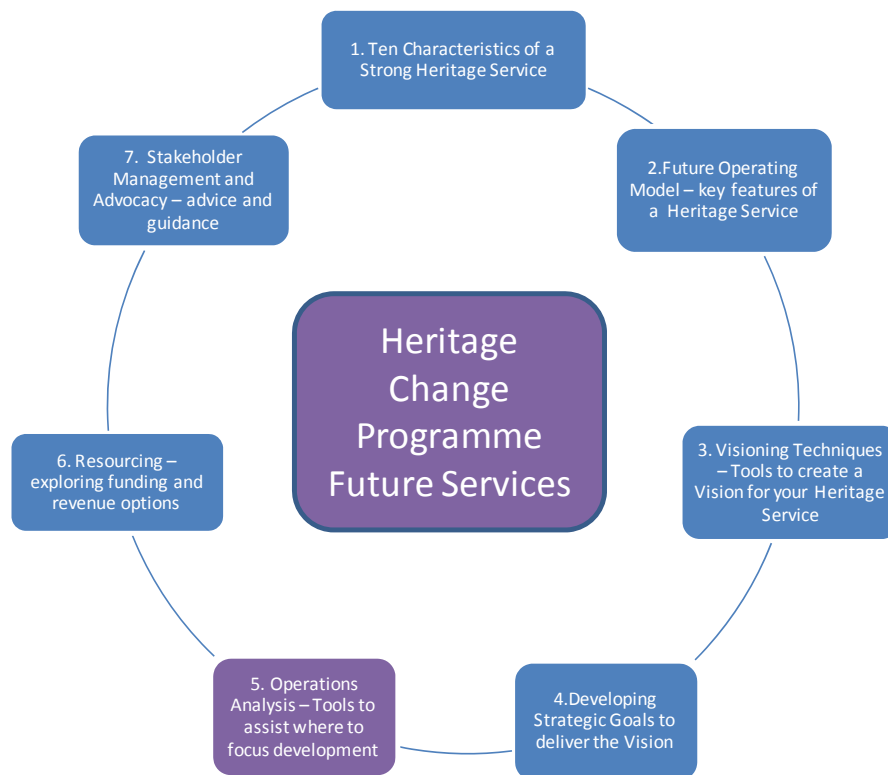 1. Ten Characteristics of a
Strong Heritage Service
2.Future Operating
Model – key features of
a Heritage Service
3. Visioning Techniques
– Tools to create a
Vision for your Heritage
Service
4.Developing
Strategic Goals to
deliver the Vision
5. Operations
Analysis – Tools to
assist where to
focus development
6. Resourcing –
exploring funding and
revenue options
7. Stakeholder
Management and
Advocacy – advice and
guidance
Heritage
Change
Programme
Future Services